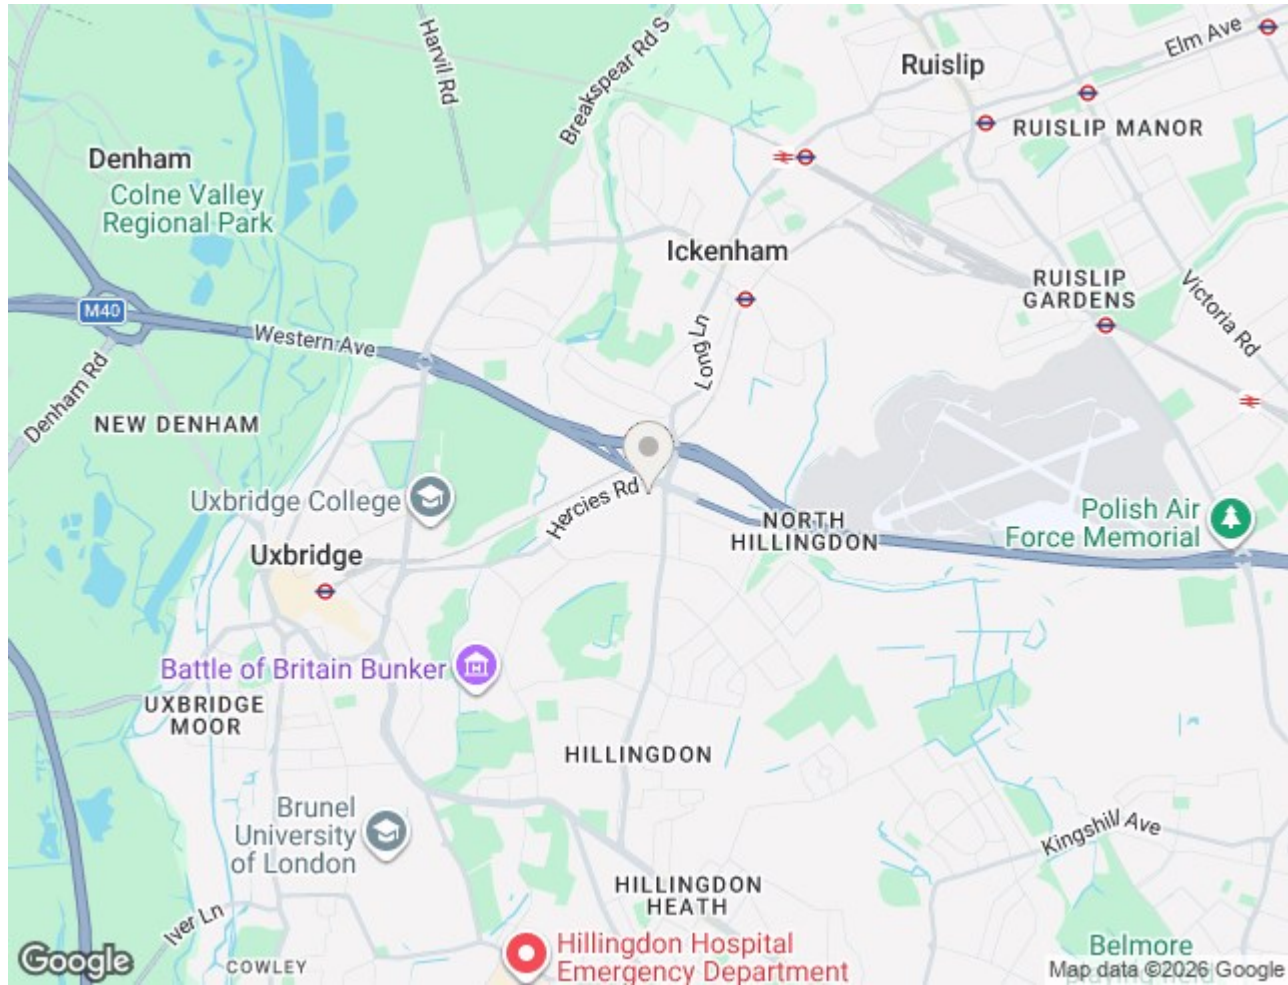 Harvil Rd
Breakspear Rd S
Elm Ave
Ruislip
RUISLIP MANOR
Denham
Colne Valley
Regional Park
Ickenham
RUISLIP
GARDENS
Victoria Rd
M40
Western Ave
Long Ln
Denham Rd
NEW DENHAM
Uxbridge College
Hercies Rd
NORTH
HILLINGDON
Polish Air
Force Memorial
Uxbridge
Battle of Britain Bunker
UXBRIDGE
MOOR
HILLINGDON
Brunel
University
of London
Kingshill Ave
HILLINGDON
HEATH
Iver Ln
COWLEY
Hillingdon Hospital
Emergency Department
Belmore
Google
Map data ©2026 Google